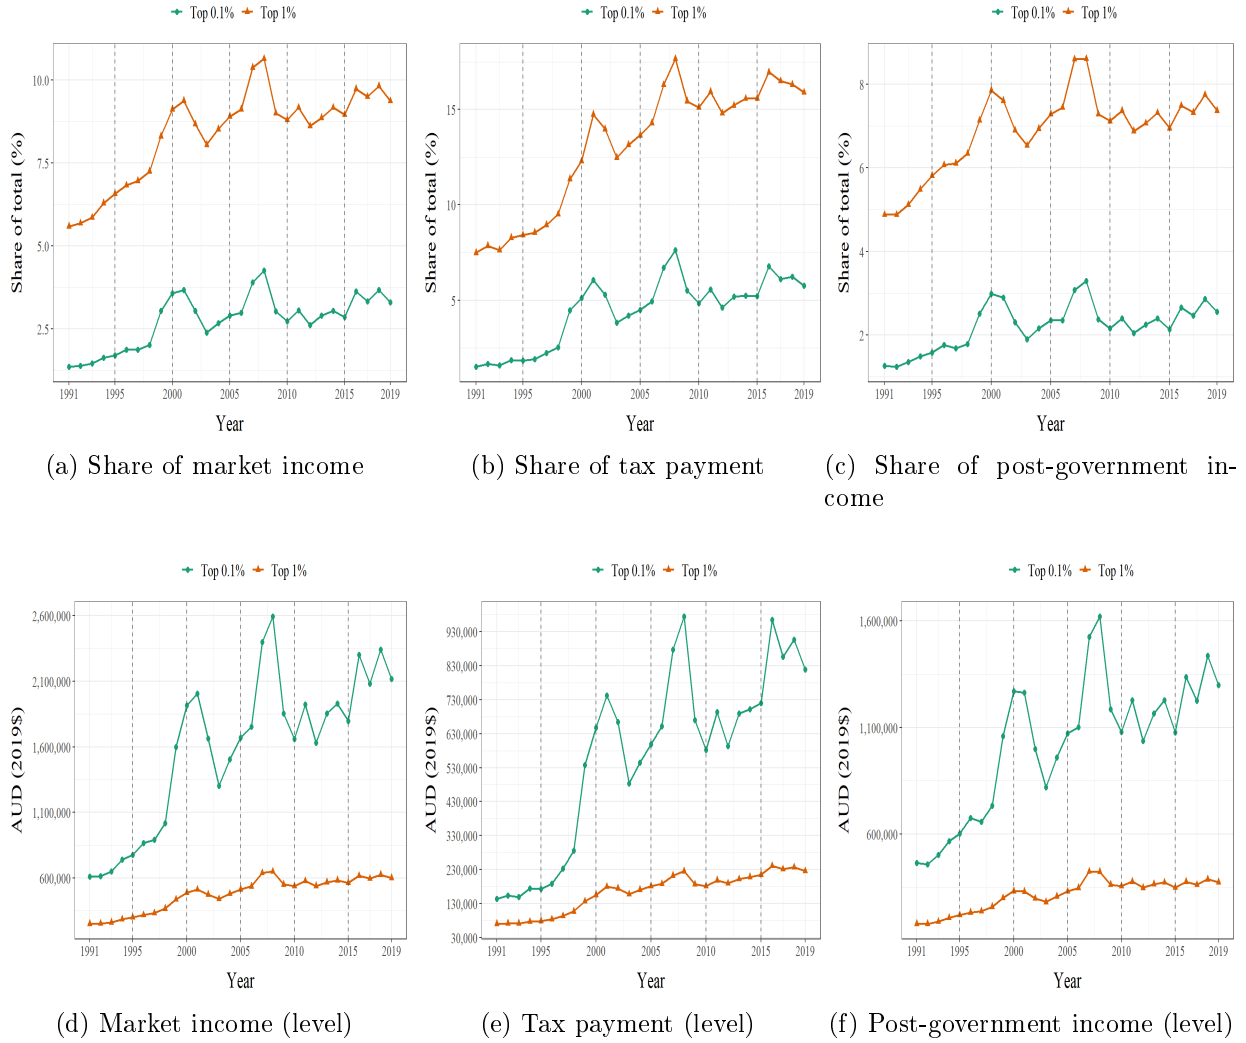 Top 0.1% Top 1%
10.0
7.5
5.0
2.5
Share of total (%)
1991 1995 2000 2005 2010 2015 2019
Year
(a) Share of market income
Top 0.1% Top 1%
15
10
5
Share of total (%)
1991 1995 2000 2005 2010 2015 2019
Year
(b) Share of tax payment
Top 0.1% Top 1%
8
6
4
2
Share of total (%)
1991 1995 2000 2005 2010 2015 2019
Year
(c) Share of post-government in-
come
Top 0.1% Top 1%
2,600,000
2,100,000
1,600,000
1,100,000
600,000
AUD (2019$)
1991 1995 2000 2005 2010 2015 2019
Year
(d) Market income (level)
Top 0.1% Top 1%
930,000
830,000
730,000
630,000
530,000
430,000
330,000
230,000
130,000
30,000
AUD (2019$)
1991 1995 2000 2005 2010 2015 2019
Year
(e) Tax payment (level)
Top 0.1% Top 1%
1,600,000
1,100,000
600,000
AUD (2019$)
1991 1995 2000 2005 2010 2015 2019
Year
(f) Post-government income (level)